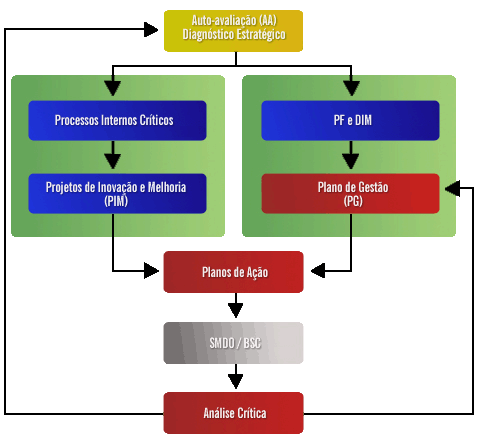 Auto-avaliação (AA)
Diagnóstico Estratégico
Processos Internos Críticos
PF e DIM
Projetos de Inovação e Melhoria
(PIM)
Plano de Gestão
(PG)
Planos de Ação
SMDO / BSC
Análise Crítica